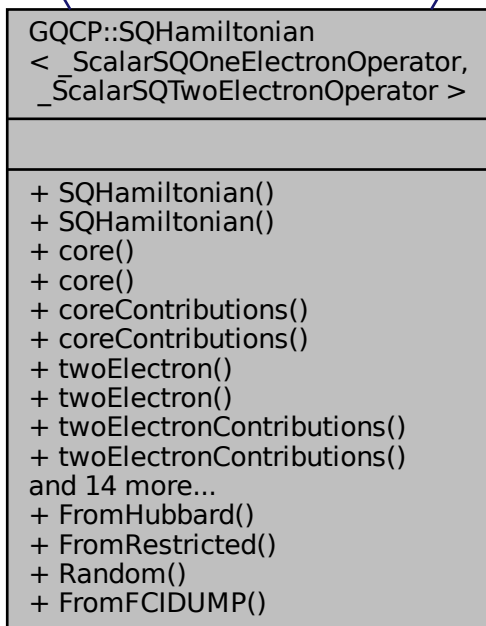 GQCP::SQHamiltonian
< _ScalarSQOneElectronOperator,
_ScalarSQTwoElectronOperator >
+ SQHamiltonian()
+ SQHamiltonian()
+ core()
+ core()
+ coreContributions()
+ coreContributions()
+ twoElectron()
+ twoElectron()
+ twoElectronContributions()
+ twoElectronContributions()
and 14 more...
+ FromHubbard()
+ FromRestricted()
+ Random()
+ FromFCIDUMP()